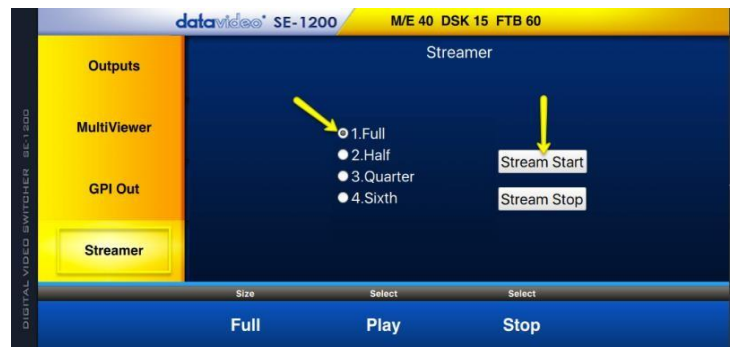 datavideo SE-1200
M/E 40 DSK 15 FTB 60
DIGITAL VIDEO SWITCHER SE-1200
Outputs
MultiViewer
GPI Out
Streamer
Streamer
1.Full
2.Half
3.Quarter
4.Sixth
Stream Start
Stream Stop
Size
Select
Select
Full
Play
Stop